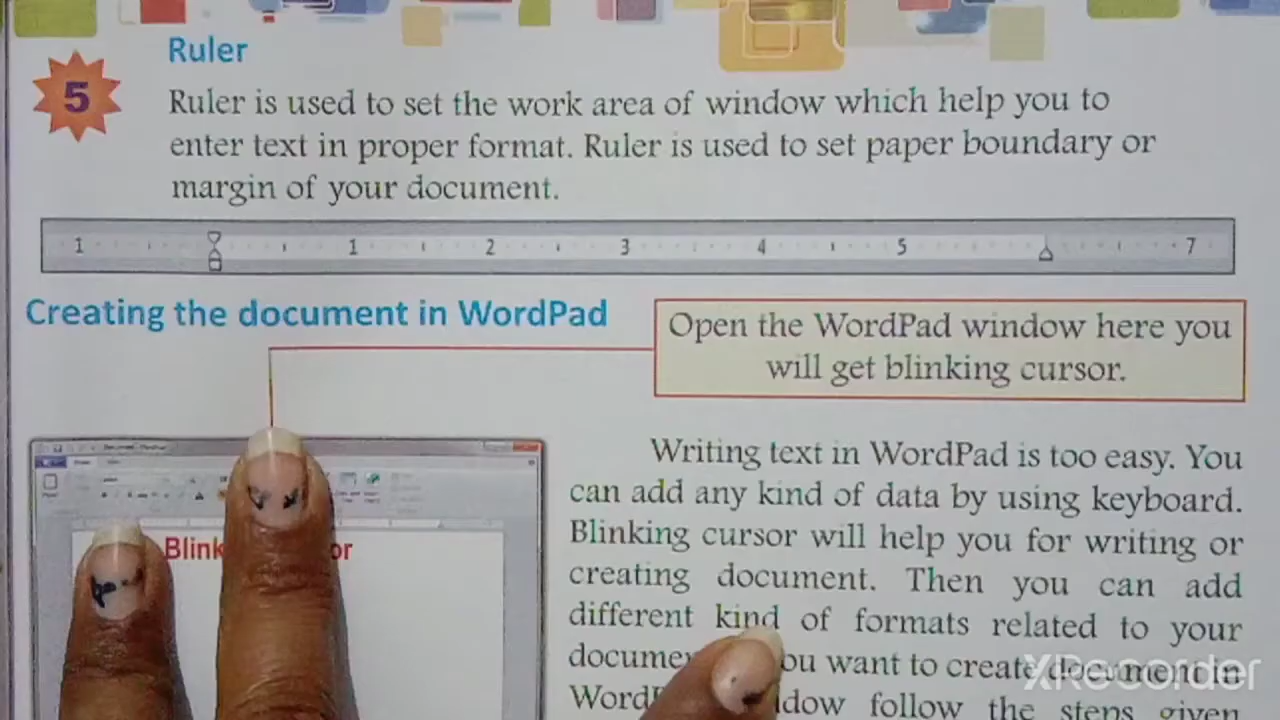 Ruler
5
Ruler is used to set the work area of window which help you to
enter text in proper format. Ruler is used to set paper boundary or
margin of your document.
1 1 2 3 4 5 7
Creating the document in WordPad
Open the WordPad window here you
will get blinking cursor.
Writing text in WordPad is too easy. You
can add any kind of data by using keyboard.
Blinking cursor will help you for writing or
creating document. Then you can add
different kind of formats related to your
want to create document in
follow the steps given
XRecorder